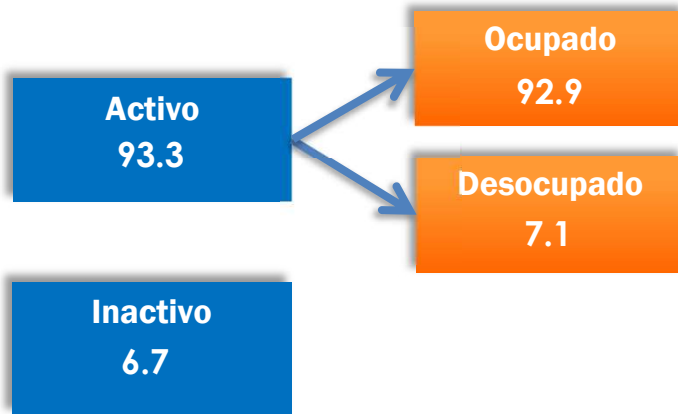 Activo
93.3
Ocupado
92.9
Desocupado
7.1
Inactivo
6.7